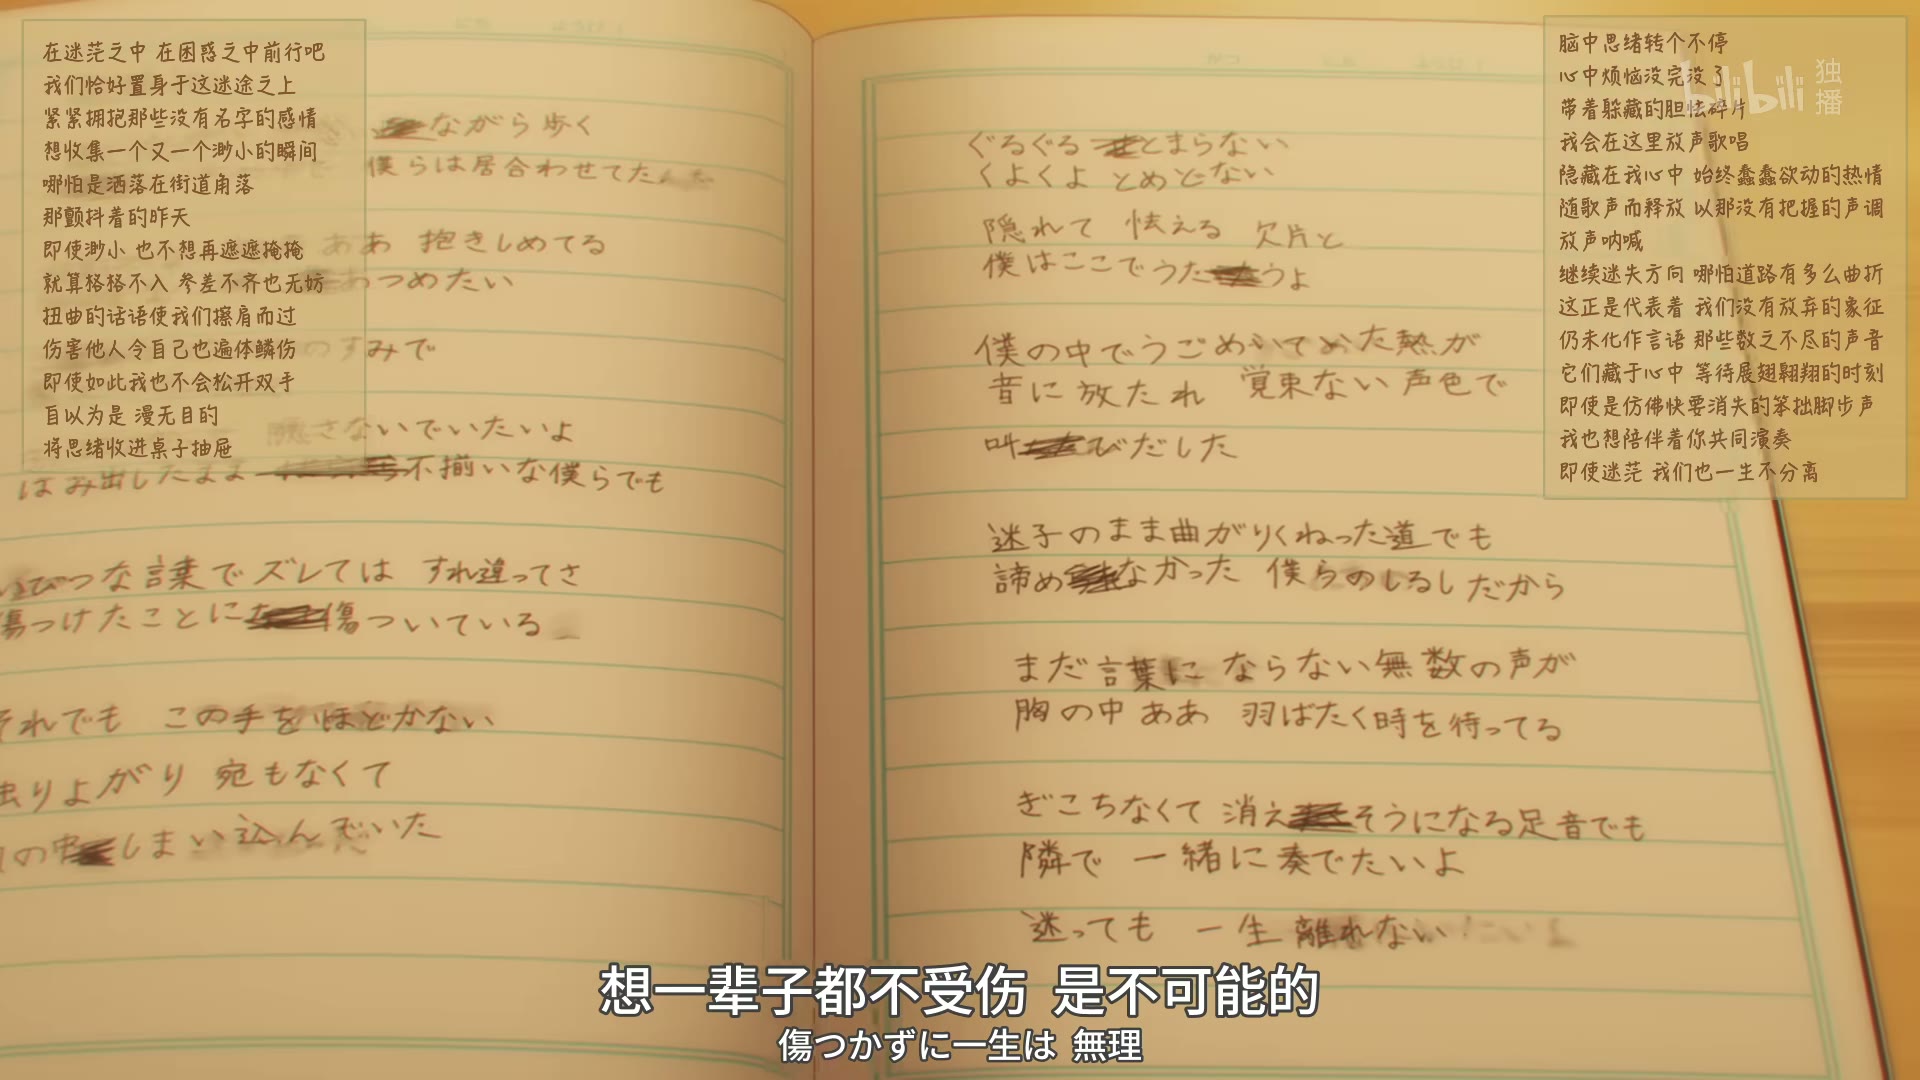 在迷茫之中 在困惑之中前行吧
我们恰好置身于这迷途之上
紧紧拥抱那些没有名字的感情
想收集一个又一个渺小的瞬间
哪怕是洒落在街道角落
那颤抖着的昨天
即使渺小 也不想再遮遮掩掩
就算格格不入 参差不齐也无妨
扭曲的话语使我们擦肩而过
伤害他人令自己也遍体鳞伤
即使如此我也不会松开双手
自以为是 漫无目的
将思绪收进桌子抽屉
ながら歩く
僕らは居合わせてた
ああ 抱きしめてる
あつめたい
のすみで
隠さないでいたいよ
はみ出したまま 不揃いな僕らでも
いびつな言葉でズレては すれ違ってさ
傷つけたことに 傷ついている
それでも この手をほどかない
りよがり 宛もなくて
の中 しまい込んでいた
脑中思绪转个不停
心中烦恼没完没了
带着躲藏的胆怯碎片
我会在这里放声歌唱
隐藏在我心中 始终蠢蠢欲动的热情
随歌声而释放 以那没有把握的声调
放声呐喊
继续迷失方向 哪怕道路有多么曲折
这正是代表着 我们没有放弃的象征
仍未化作言语 那些数之不尽的声音
它们藏于心中 等待展翅翱翔的时刻
即使是仿佛快要消失的笨拙脚步声
我也想陪伴着你共同演奏
即使迷茫 我们也一生不分离
bilibili 独播
ぐるぐる とまらない
くよくよ とめどない
隠れて 怯える 欠片と
僕はここでうた うよ
僕の中でうごめいてめた熱が
音に放たれ 覚束ない声色で
叫 びだした
迷子のまま曲がりくねった道でも
諦め なかった 僕らのしるしだから
まだ言葉に ならない無数の声が
胸の中 ああ 羽ばたく時を待ってる
ぎこちなくて 消え そうになる足音でも
隣で 一緒に奏でたいよ
迷っても 一生 離れない
想一辈子都不受伤 是不可能的
傷つかずに一生は 無理